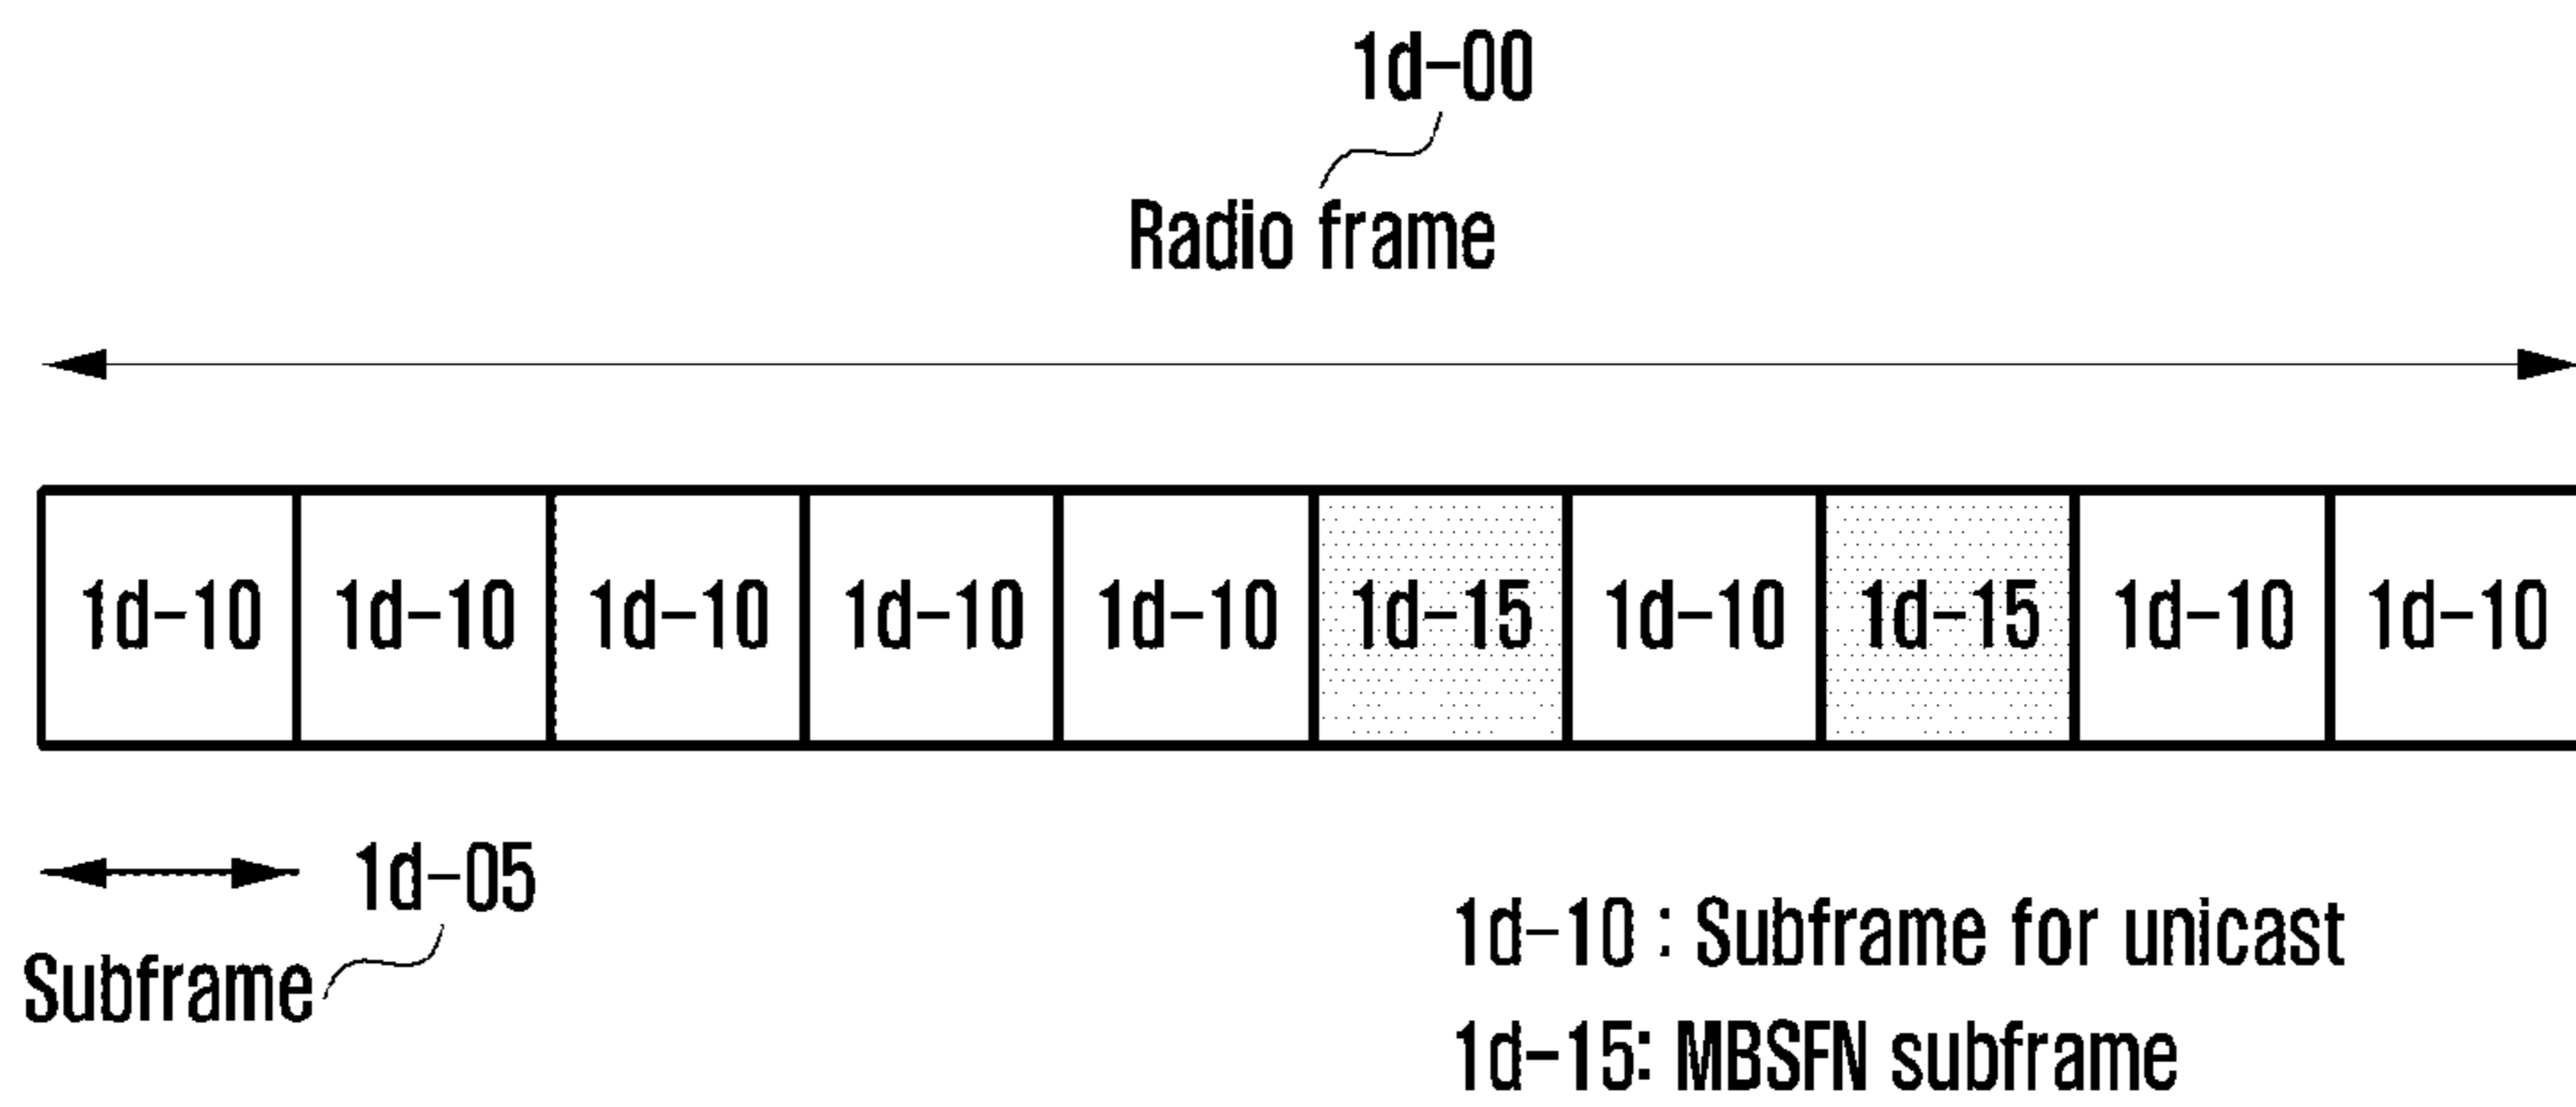 1d-00
Radio frame
1d-10 1d-10 1d-10 1d-10 1d-10 1d-15 1d-10 1d-15 1d-10 1d-10
1d-05
Subframe
1d-10 : Subframe for unicast
1d-15: MBSFN subframe